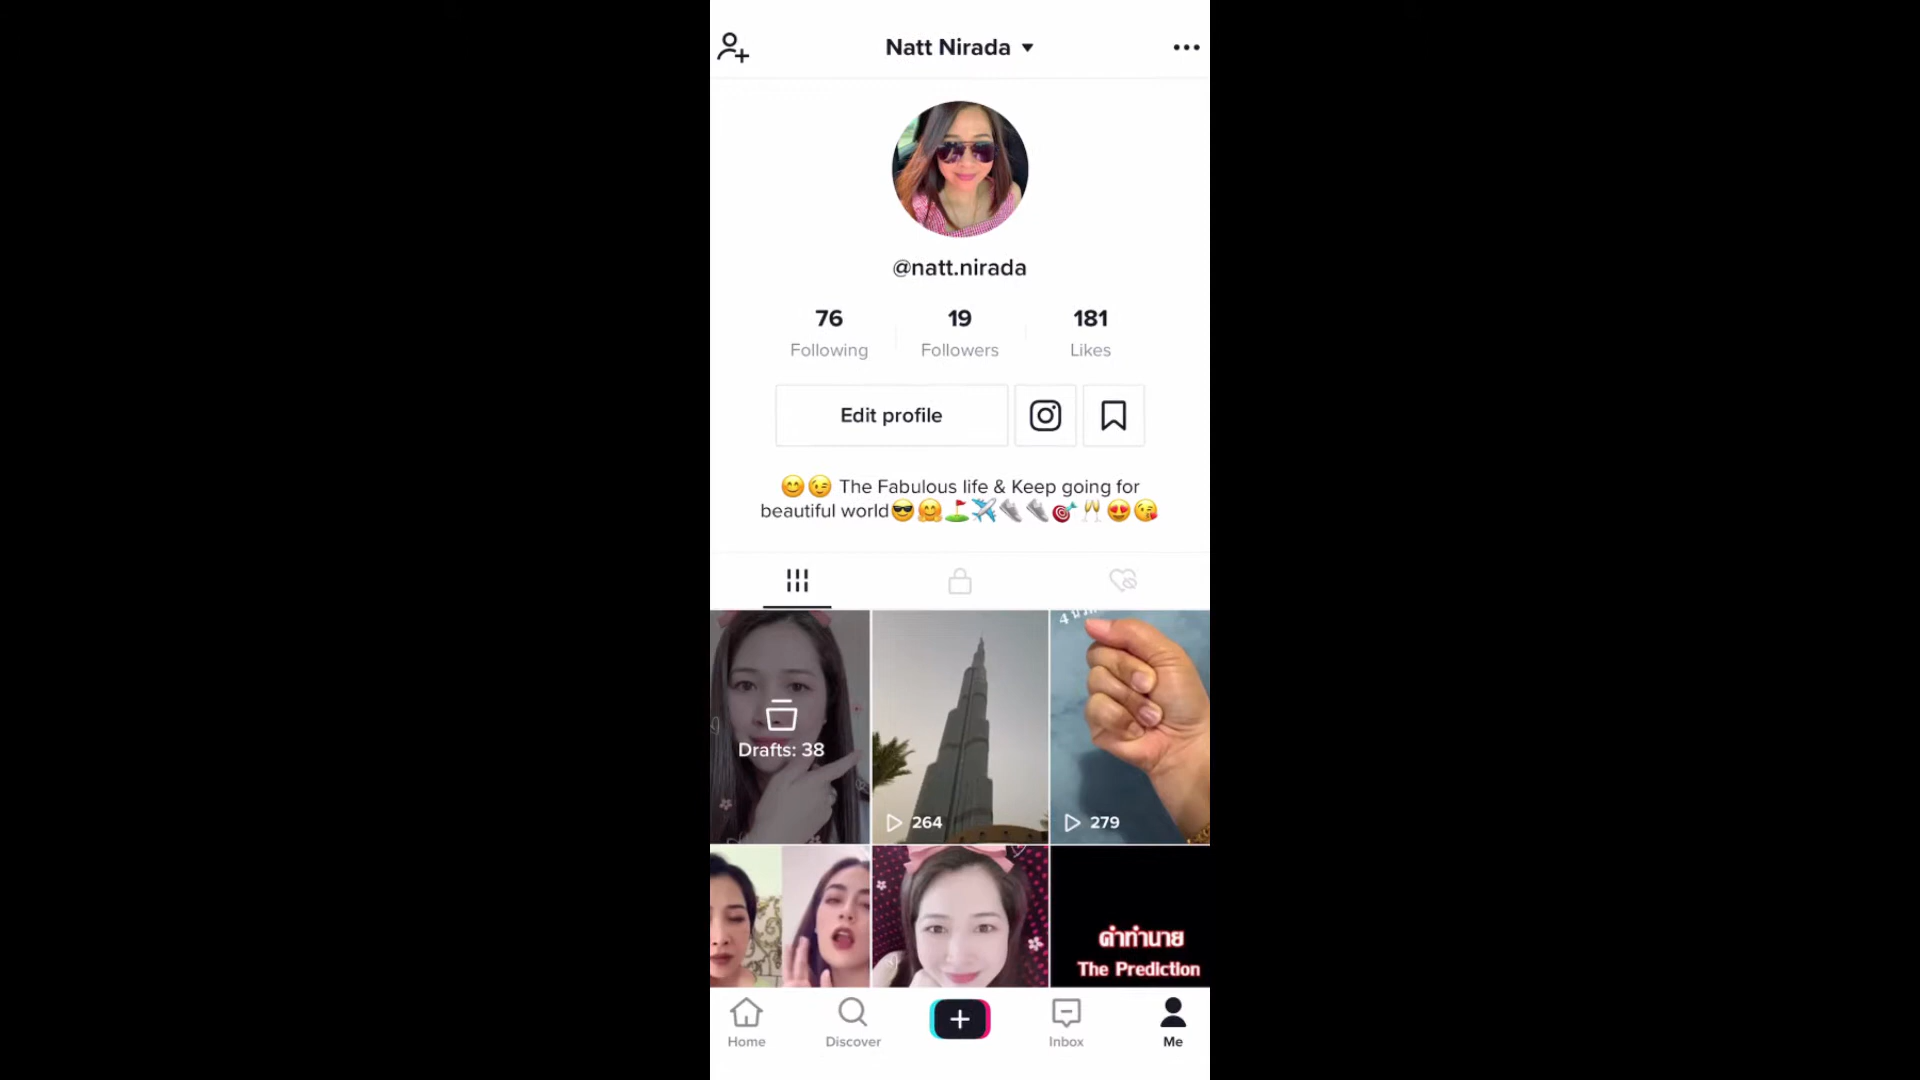 Natt Nirada
@natt.nirada
76
19
181
Following
Followers
Likes
Edit profile
😊😉 The Fabulous life & Keep going for
beautiful world😎🤗⛳✈️👟👟🎯🥂😍😘
Drafts: 38
264
279
คำทำนาย
The Prediction
Home
Discover
Inbox
Me